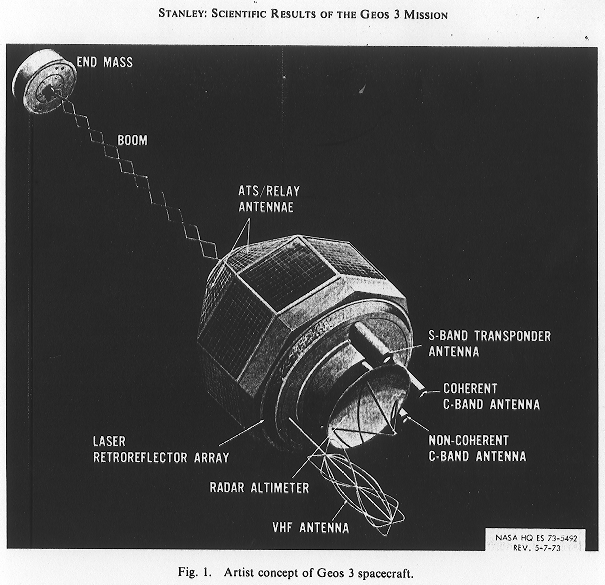 STANLEY: SCIENTIFIC RESULTS OF THE GEOS 3 MISSION
END MASS
BOOM
ATS/RELAY
ANTENNAE
S-BAND TRANSPONDER
ANTENNA
COHERENT
C-BAND ANTENNA
NON-COHERENT
C-BAND ANTENNA
LASER
RETROREFLECTOR ARRAY
RADAR ALTIMETER
VHF ANTENNA
NASA HQ ES 73-5492
REV. 5-7-73
Fig. 1. Artist concept of Geos 3 spacecraft.